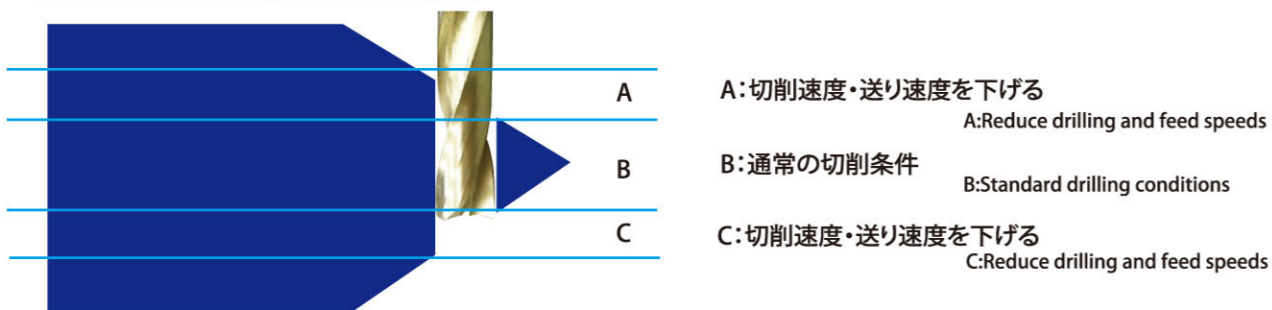 A
B
C
A:切削速度・送り速度を下げる
A:Reduce drilling and feed speeds
B:通常の切削条件
B:Standard drilling conditions
C:切削速度・送り速度を下げる
C:Reduce drilling and feed speeds